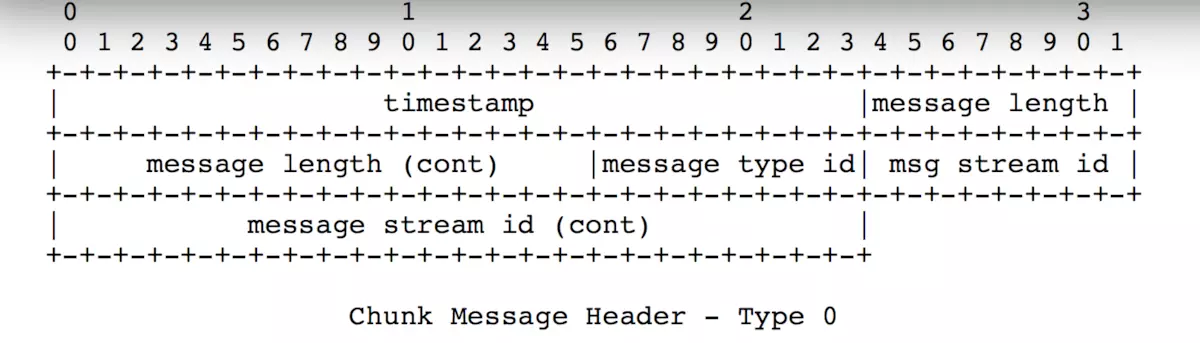 0                   1                   2                   3
 0 1 2 3 4 5 6 7 8 9 0 1 2 3 4 5 6 7 8 9 0 1 2 3 4 5 6 7 8 9 0 1
+-+-+-+-+-+-+-+-+-+-+-+-+-+-+-+-+-+-+-+-+-+-+-+-+-+-+-+-+-+-+-+-+
|                   timestamp                   |message length |
+-+-+-+-+-+-+-+-+-+-+-+-+-+-+-+-+-+-+-+-+-+-+-+-+-+-+-+-+-+-+-+-+
|     message length (cont)     |message type id| msg stream id |
+-+-+-+-+-+-+-+-+-+-+-+-+-+-+-+-+-+-+-+-+-+-+-+-+-+-+-+-+-+-+-+-+
|           message stream id (cont)            |
+-+-+-+-+-+-+-+-+-+-+-+-+-+-+-+-+-+-+-+-+-+-+-+-+
Chunk Message Header - Type 0